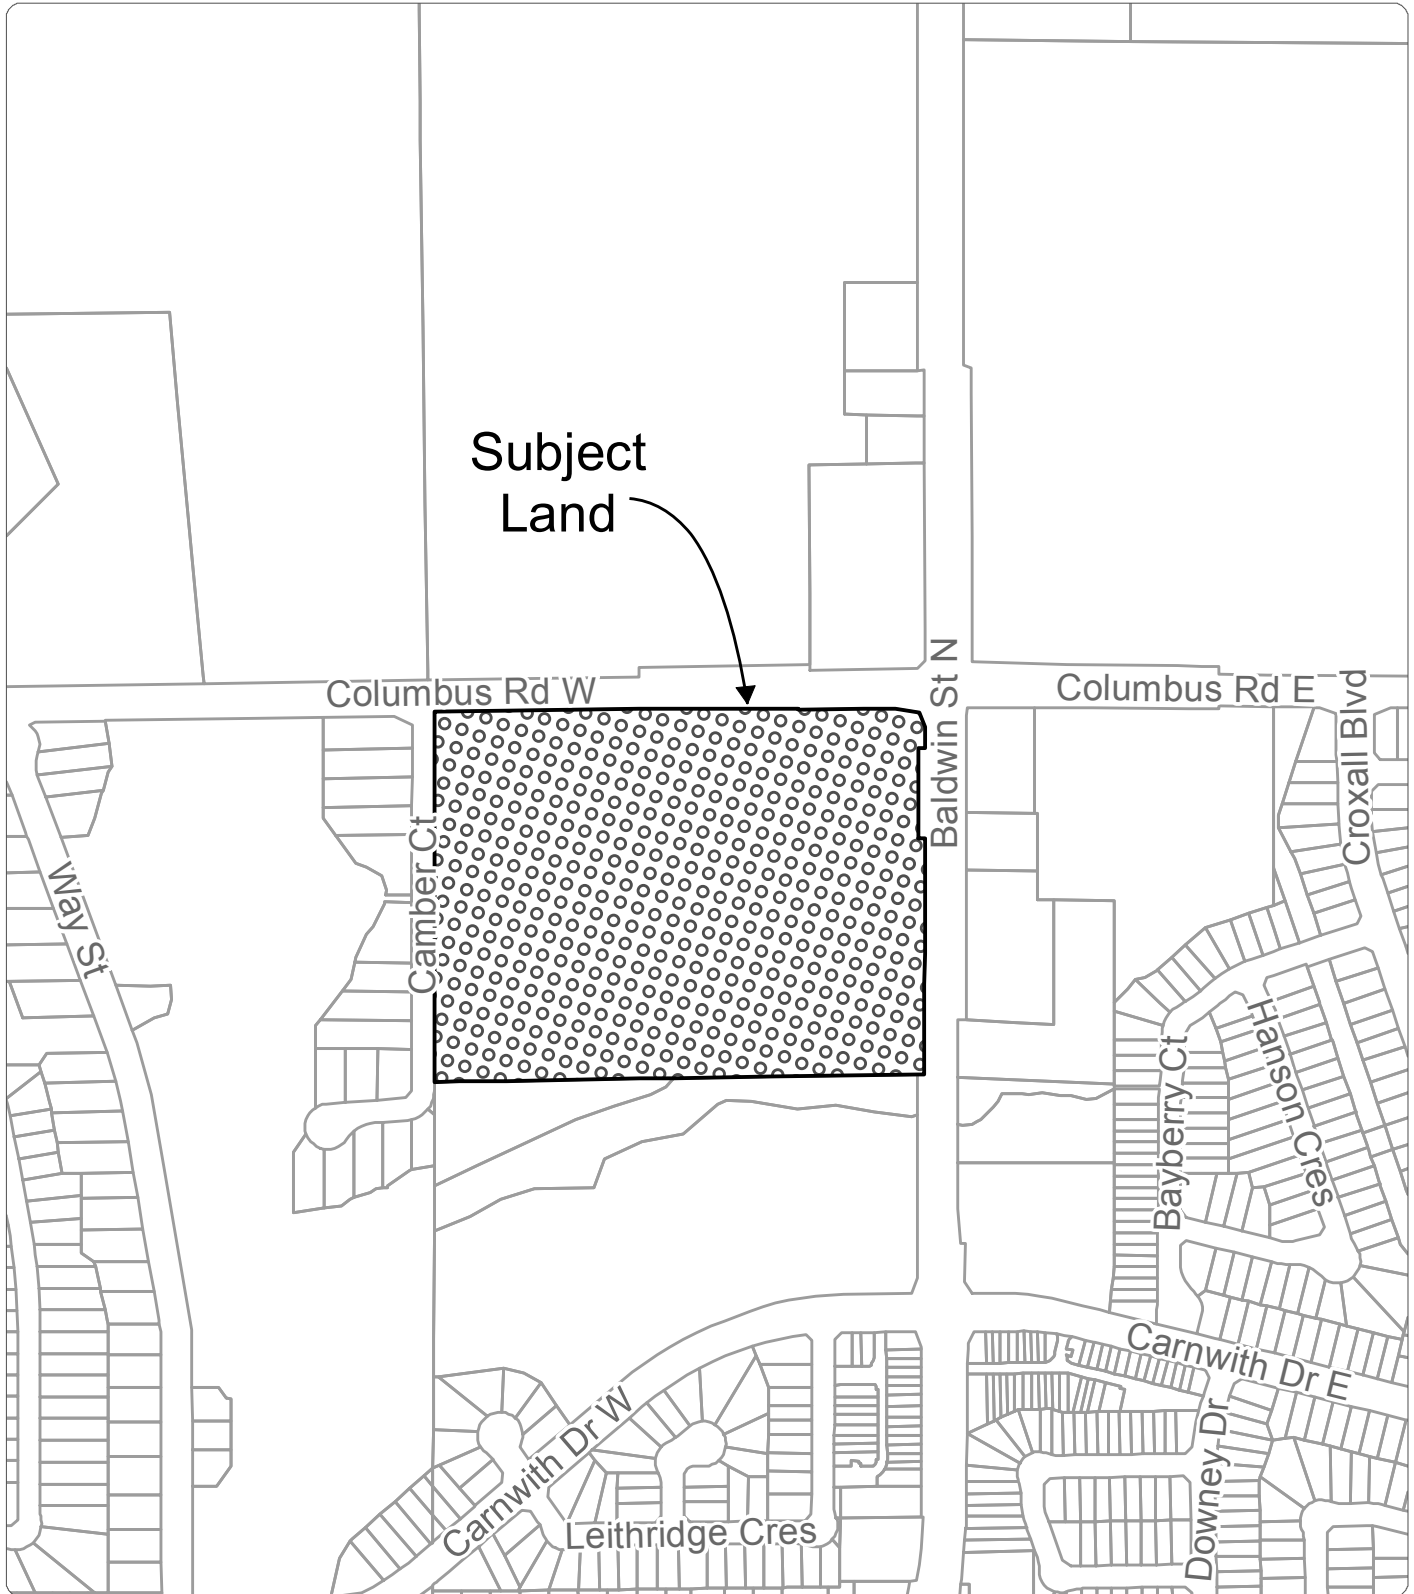 Subject
Land
Columbus Rd W
Baldwin St N
Columbus Rd E
Croxall Blvd
Camber Ct
Way St
Hanson Cres
Bayberry Ct
Carnwith Dr E
Carnwith Dr W
Downey Dr
Leithridge Cres